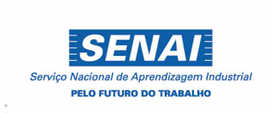 SENAI
Serviço Nacional de Aprendizagem Industrial
PELO FUTURO DO TRABALHO